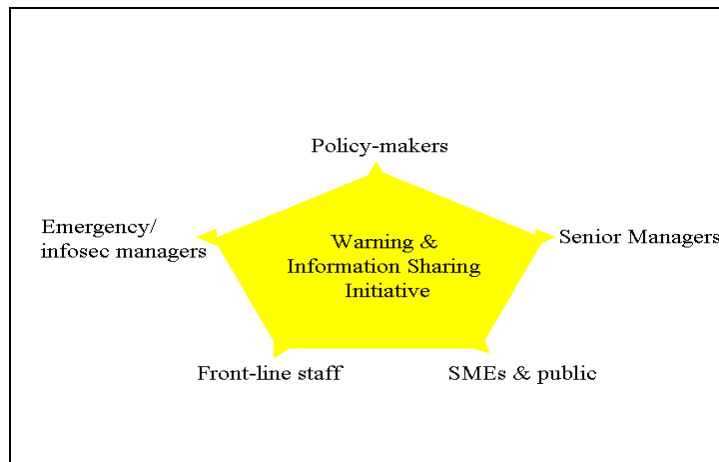 Policy-makers
Emergency/
infosec managers
Warning &
Information Sharing
Initiative
Senior Managers
Front-line staff
SMEs & public